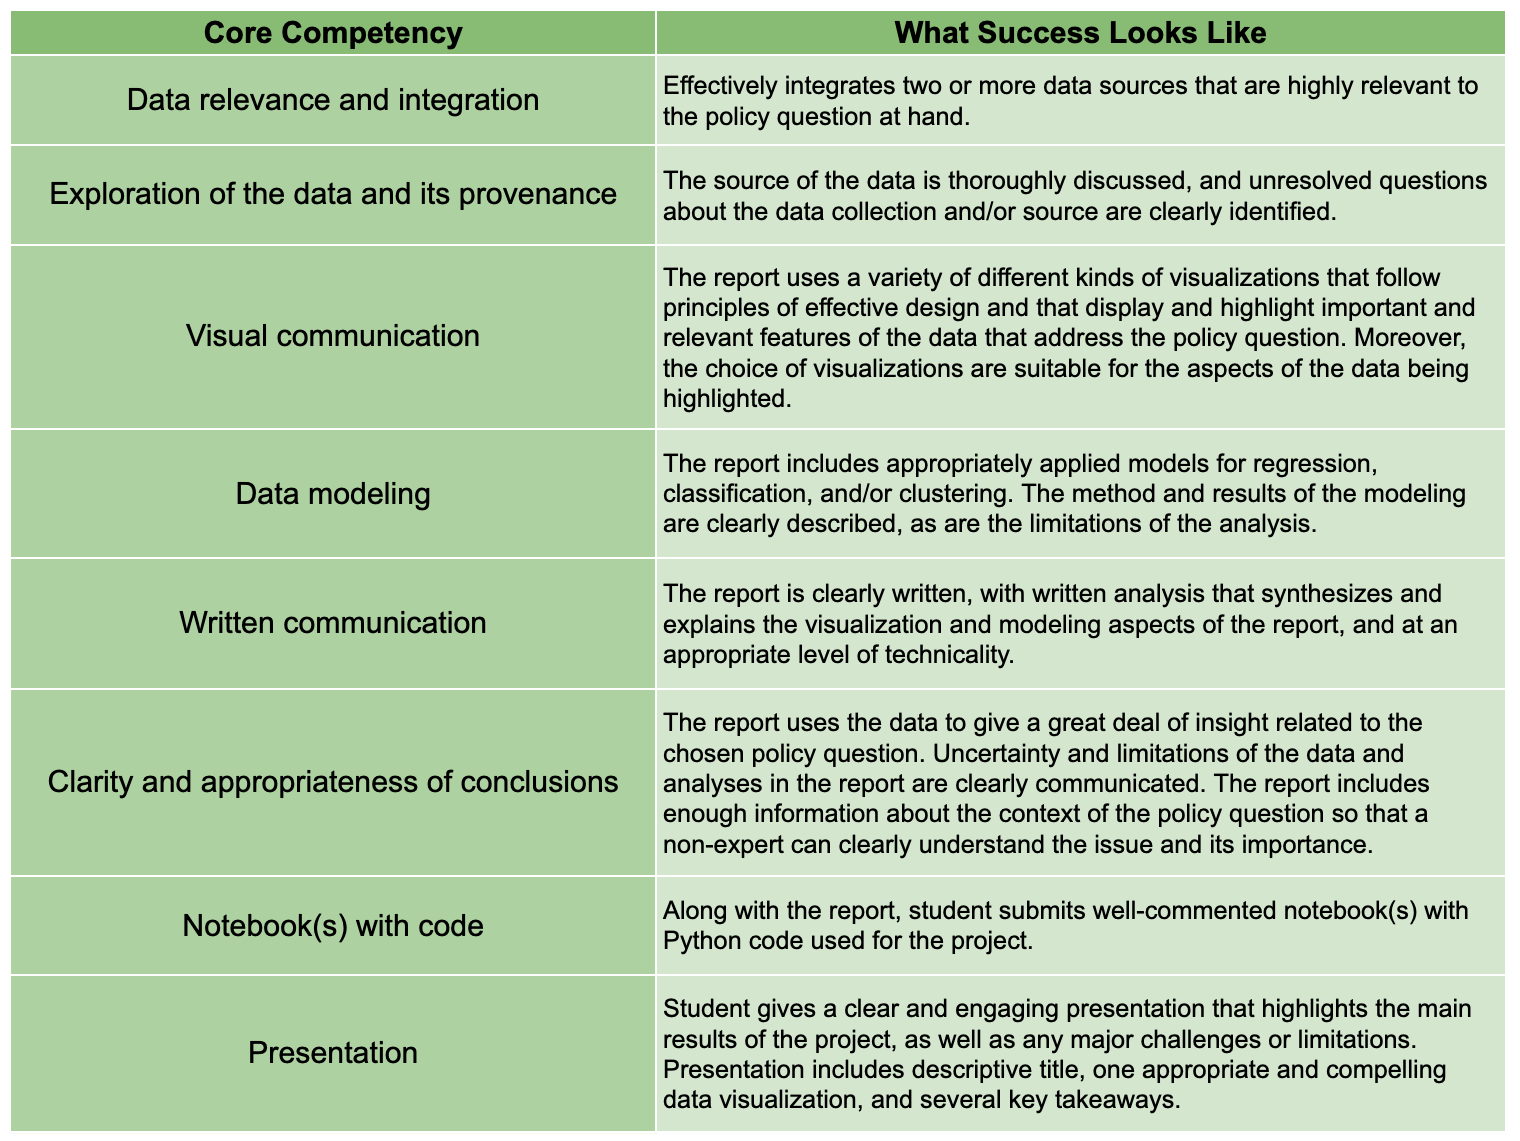 Core Competency
What Success Looks Like
Data relevance and integration
Effectively integrates two or more data sources that are highly relevant to
the policy question at hand.
Exploration of the data and its provenance
The source of the data is thoroughly discussed, and unresolved questions
about the data collection and/or source are clearly identified.
Visual communication
The report uses a variety of different kinds of visualizations that follow
principles of effective design and that display and highlight important and
relevant features of the data that address the policy question. Moreover,
the choice of visualizations are suitable for the aspects of the data being
highlighted.
Data modeling
The report includes appropriately applied models for regression,
classification, and/or clustering. The method and results of the modeling
are clearly described, as are the limitations of the analysis.
Written communication
The report is clearly written, with written analysis that synthesizes and
explains the visualization and modeling aspects of the report, and at an
appropriate level of technicality.
Clarity and appropriateness of conclusions
The report uses the data to give a great deal of insight related to the
chosen policy question. Uncertainty and limitations of the data and
analyses in the report are clearly communicated. The report includes
enough information about the context of the policy question so that a
non-expert can clearly understand the issue and its importance.
Notebook(s) with code
Along with the report, student submits well-commented notebook(s) with
Python code used for the project.
Presentation
Student gives a clear and engaging presentation that highlights the main
results of the project, as well as any major challenges or limitations.
Presentation includes descriptive title, one appropriate and compelling
data visualization, and several key takeaways.